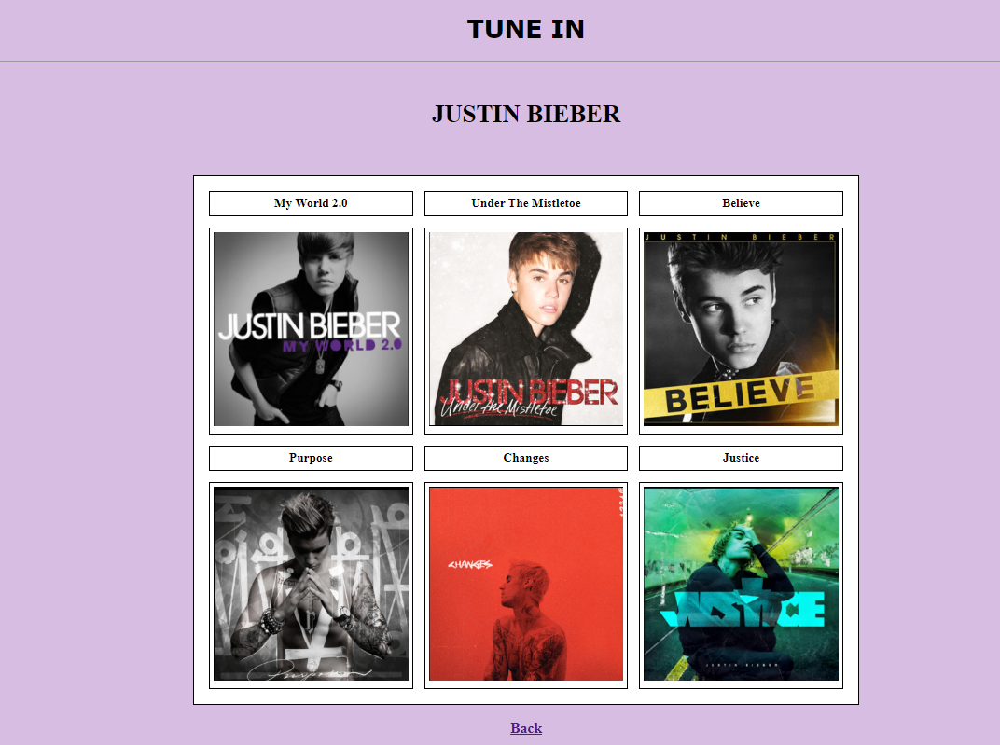 TUNE IN
JUSTIN BIEBER
My World 2.0
Under The Mistletoe
Believe
JUSTIN BIEBER
MY WORLD 2.0
JUSTIN BIEBER
Under the Mistletoe
JUSTIN BIEBER
BELIEVE
Purpose
Changes
Justice
Purpose
CHANGES
JUSTICE
JUSTIN BIEBER
Back